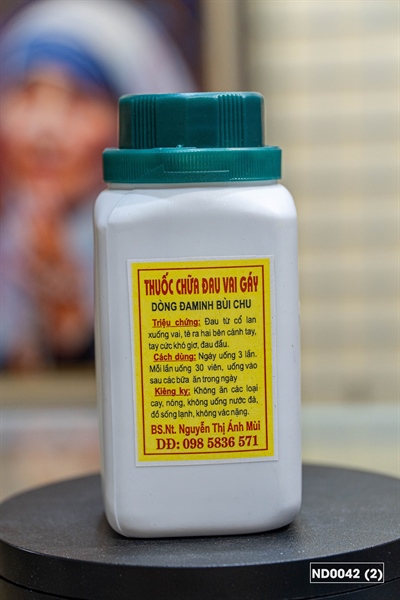 THUỐC CHỮA ĐAU VAI GÁY
DÒNG ĐAMINH BÙI CHU
Triệu chứng: Đau từ cổ lan
xuống vai, tê ra hai bên cánh tay,
tay cức khó giơ, đau đầu.
Cách dùng: Ngày uống 3 lần.
Mỗi lần uống 30 viên, uống vào
sau các bữa ăn trong ngày
Kiêng kỵ: Không ăn các loại
cay, nóng, không uống nước đá,
đồ sống lạnh, không vác nặng.
BS.Nt. Nguyễn Thị Ánh Mùi
DĐ: 098 5836 571
ND0042 (2)